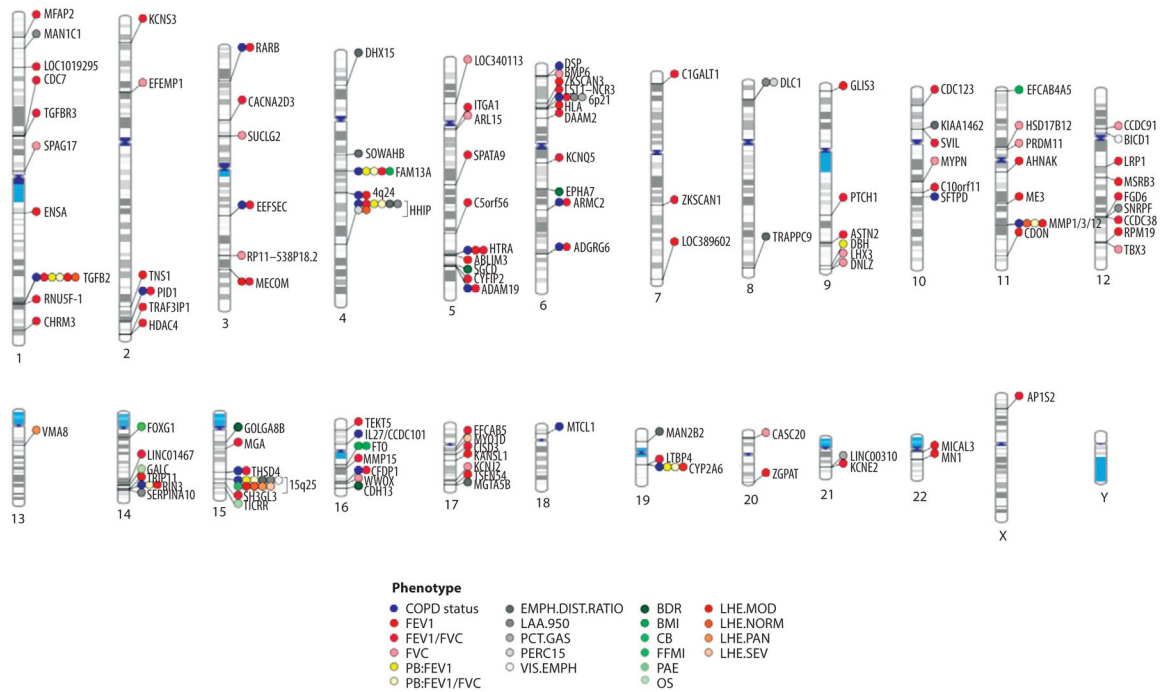 MFAP2
MAN1C1
LOC1019295
CDC7
TGFBR3
SPAG17
ENSA
TGFB2
RNU5F-1
CHRM3
1
KCNS3
EFEMP1
TNS1
PID1
TRAF3IP1
HDAC4
2
RARB
CACNA2D3
SUCLG2
EEFSEC
RP11-538P18.2
MECOM
3
DHX15
SOWAHB
FAM13A
4q24
HHIP
4
LOC340113
ITGA1
ARL15
SPATA9
C5orf56
HTRA
ABLIM3
SGCD
CYFIP2
ADAM19
5
DSP
BMP6
ZKSCAN3
LST1-NCR3
6p21
HLA
DAAM2
KCNQ5
EPHA7
ARMC2
ADGRG6
6
C1GALT1
ZKSCAN1
LOC389602
7
DLC1
TRAPPC9
8
GLIS3
PTCH1
ASTN2
DBH
LHX3
DNLZ
9
CDC123
KIAA1462
SVIL
MYPN
C10orf11
SFTPD
10
EFCAB4A5
HSD17B12
PRDM11
AHNAK
ME3
MMP1/3/12
CDON
11
CCDC91
BICD1
LRP1
MSRB3
FGD6
SNRPF
CCDC38
RPM19
TBX3
12
VMA8
13
FOXG1
LINC01467
GALC
TRIP11
RIN3
SERPINA10
14
GOLGA8B
MGA
THSD4
15q25
SH3GL3
TICRR
15
TEKT5
IL27/CCDC101
FTO
MMP15
CFDP1
WWOX
CDH13
16
EFCAB5
MYO1D
CISD3
KANSL1
KCNJ2
TSEN54
MGTA5B
17
MTCL1
18
MAN2B2
LTBP4
CYP2A6
19
CASC20
ZGPAT
20
LINC00310
KCNE2
21
MICAL3
MN1
22
AP1S2
X
Y
Phenotype
COPD status
FEV1
FEV1/FVC
FVC
PB:FEV1
PB:FEV1/FVC
EMPH.DIST.RATIO
LAA.950
PCT.GAS
PERC15
VIS.EMPH
BDR
BMI
CB
FFMI
PAE
OS
LHE.MOD
LHE.NORM
LHE.PAN
LHE.SEV